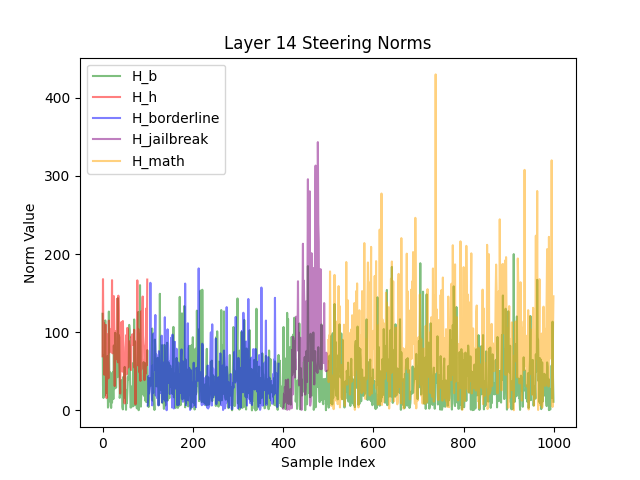 Layer 14 Steering Norms
H_b
H_h
H_borderline
H_jailbreak
H_math
Norm Value
400
300
200
100
0
0
200
400
600
800
1000
Sample Index